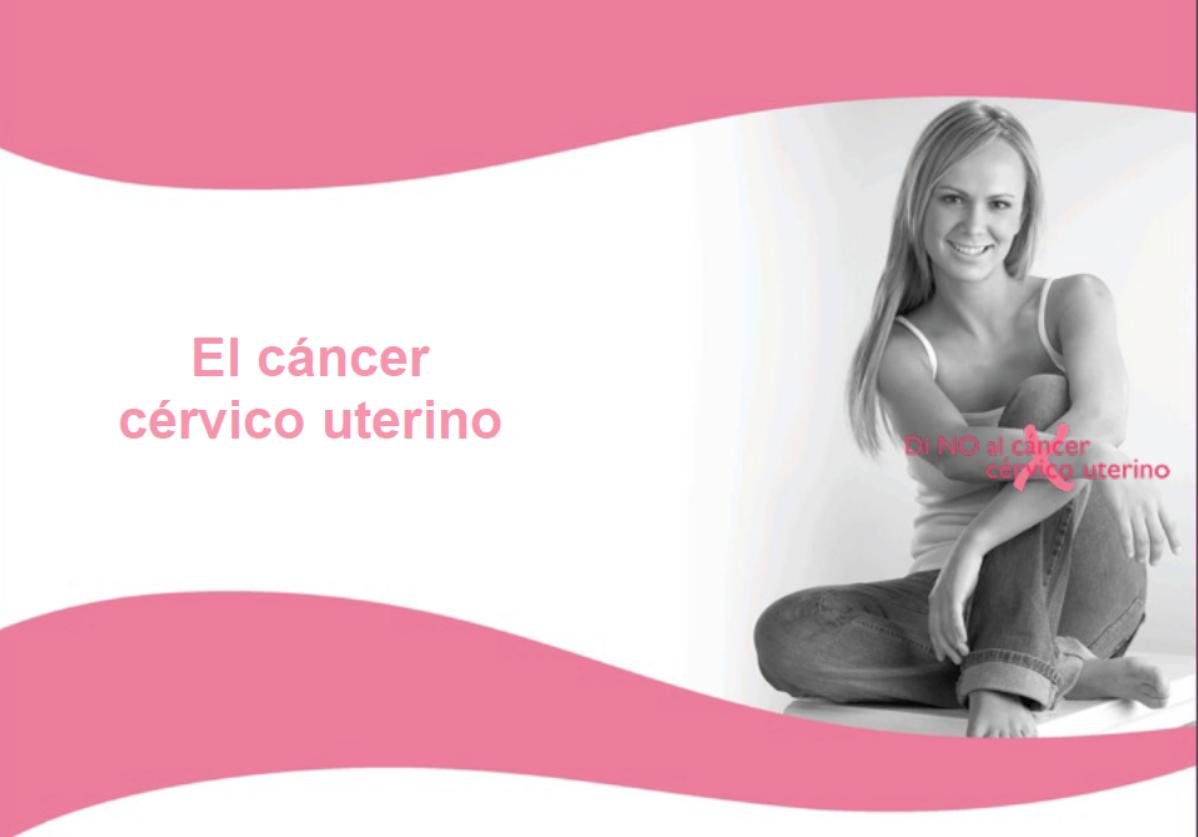 El cáncer
cérvico uterino
Di NO al cáncer
cérvico uterino